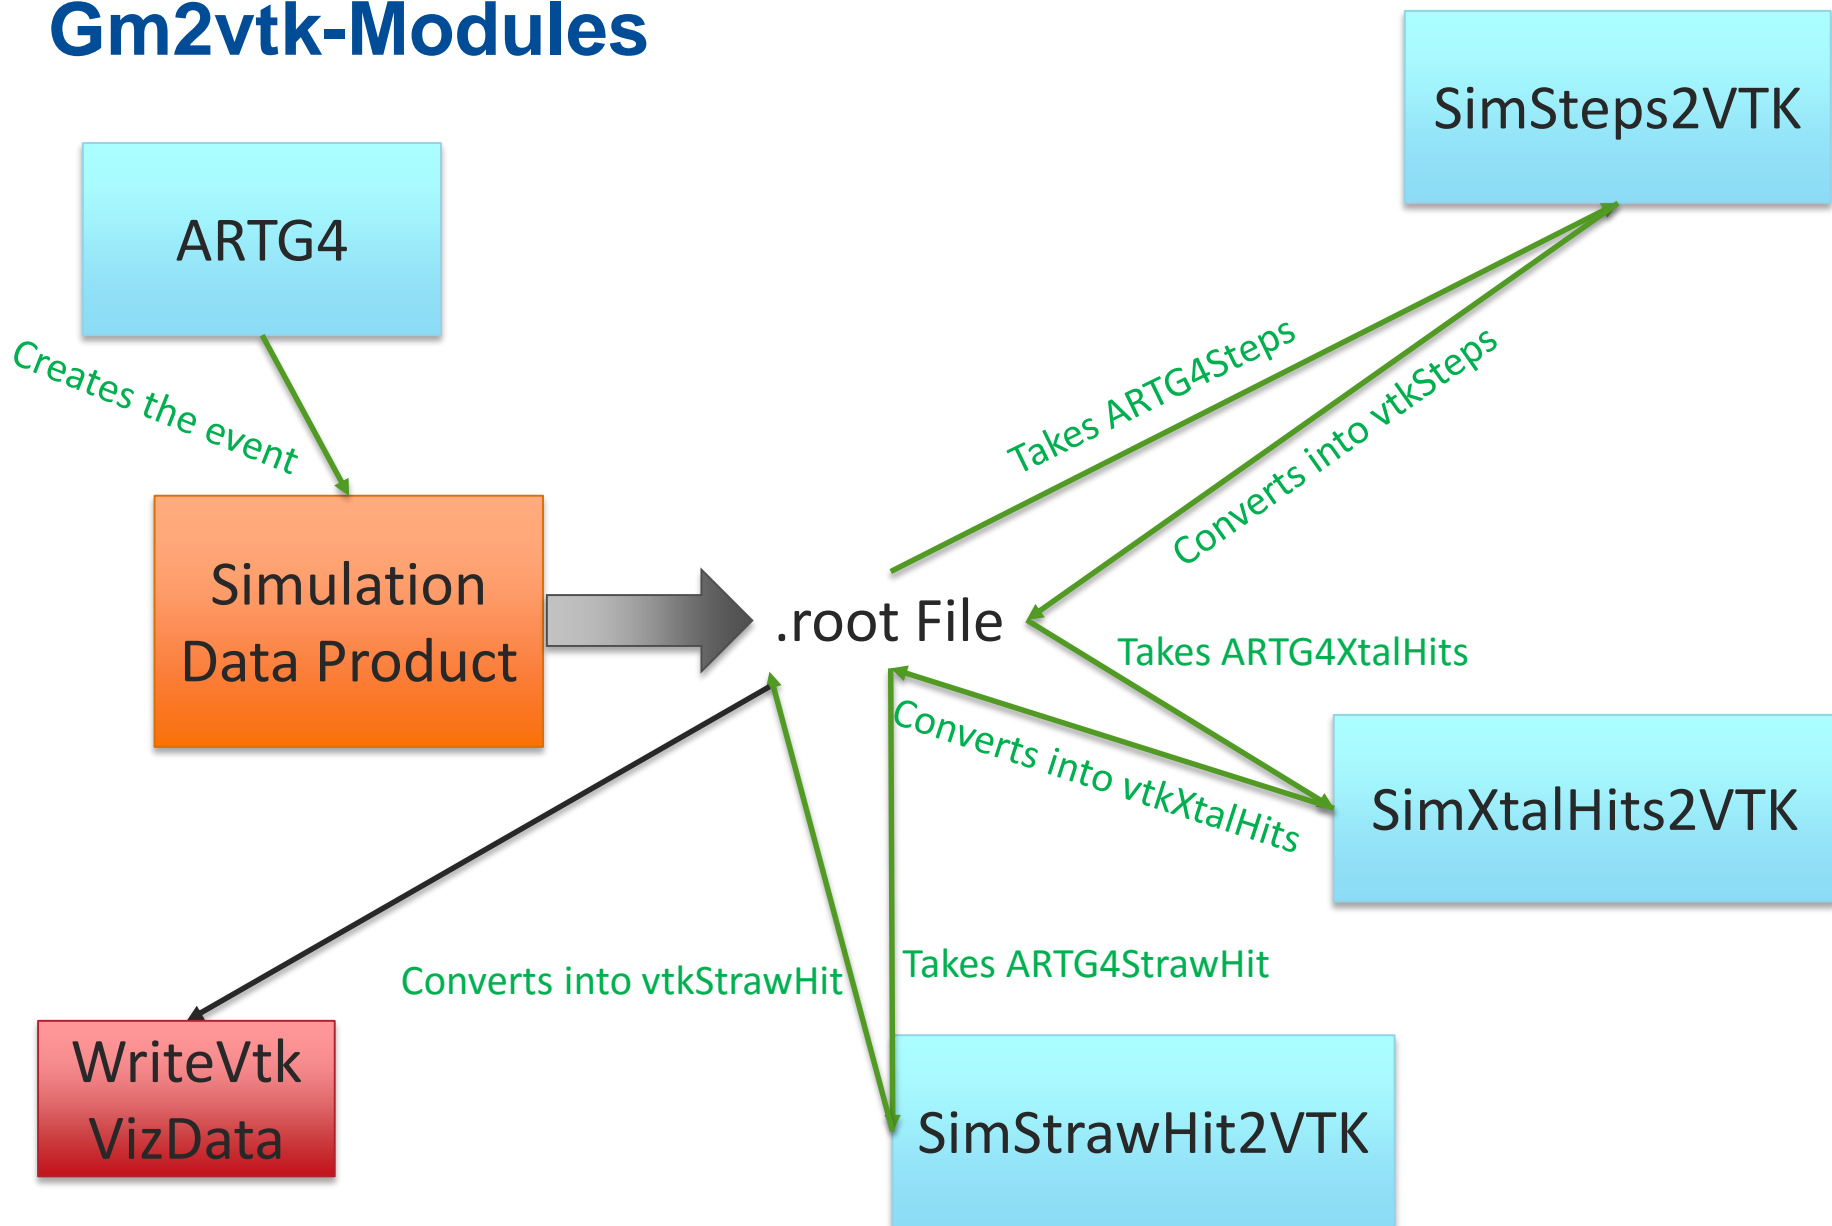 Gm2vtk-Modules
SimSteps2VTK
ARTG4
Creates the event
Takes ARTG4Steps
Converts into vtkSteps
Simulation
Data Product
.root File
Takes ARTG4XtalHits
Converts into vtkXtalHits
SimXtalHits2VTK
Converts into vtkStrawHit
Takes ARTG4StrawHit
WriteVtk
VizData
SimStrawHit2VTK